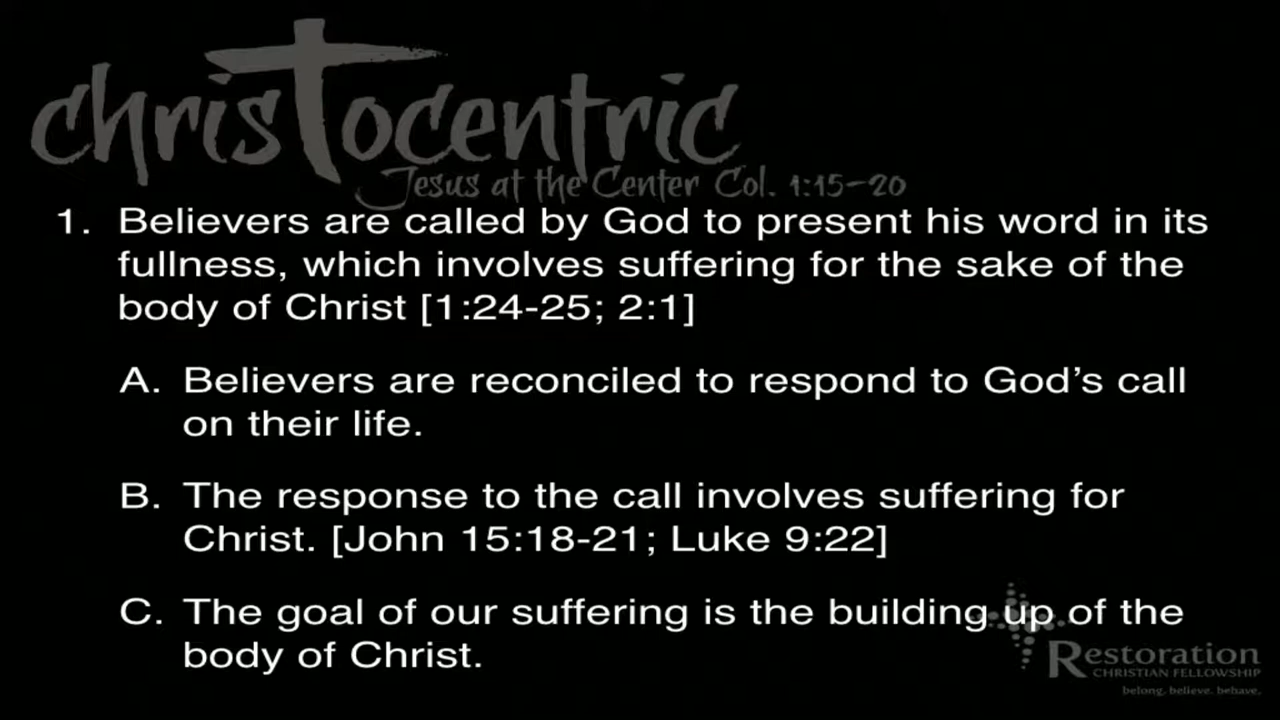 christocentric
Jesus at the Center Col. 1:15-20
1. Believers are called by God to present his word in its
fullness, which involves suffering for the sake of the
body of Christ [1:24-25; 2:1]
A. Believers are reconciled to respond to God's call
on their life.
B. The response to the call involves suffering for
Christ. [John 15:18-21; Luke 9:22]
C. The goal of our suffering is the building up of the
body of Christ.
Restoration
CHRISTIAN FELLOWSHIP
belong. believe. behave.